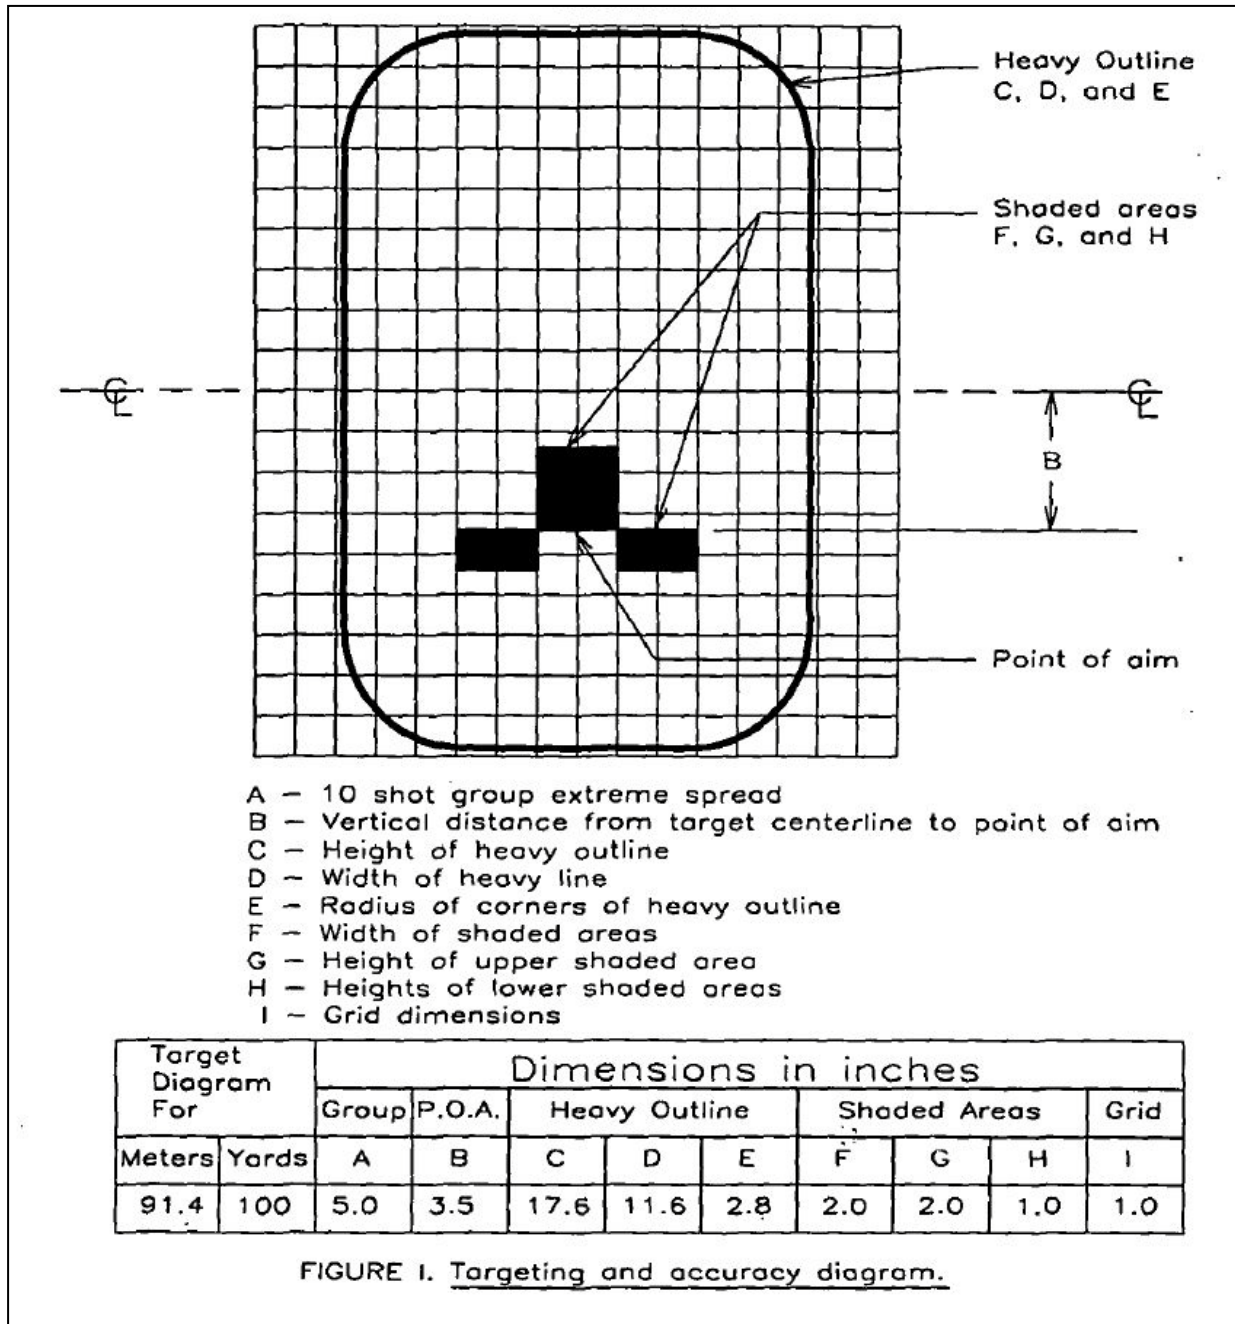 Heavy Outline
C, D, and E
Shaded areas
F, G, and H
℄
℄
B
Point of aim
A – 10 shot group extreme spread
B – Vertical distance from target centerline to point of aim
C – Height of heavy outline
D – Width of heavy line
E – Radius of corners of heavy outline
F – Width of shaded areas
G – Height of upper shaded area
H – Heights of lower shaded areas
I – Grid dimensions
Target Diagram For
Dimensions in inches
Group P.O.A. Heavy Outline Shaded Areas Grid
Meters Yards A B C D E F G H I
91.4 100 5.0 3.5 17.6 11.6 2.8 2.0 2.0 1.0 1.0
FIGURE I. Targeting and accuracy diagram.